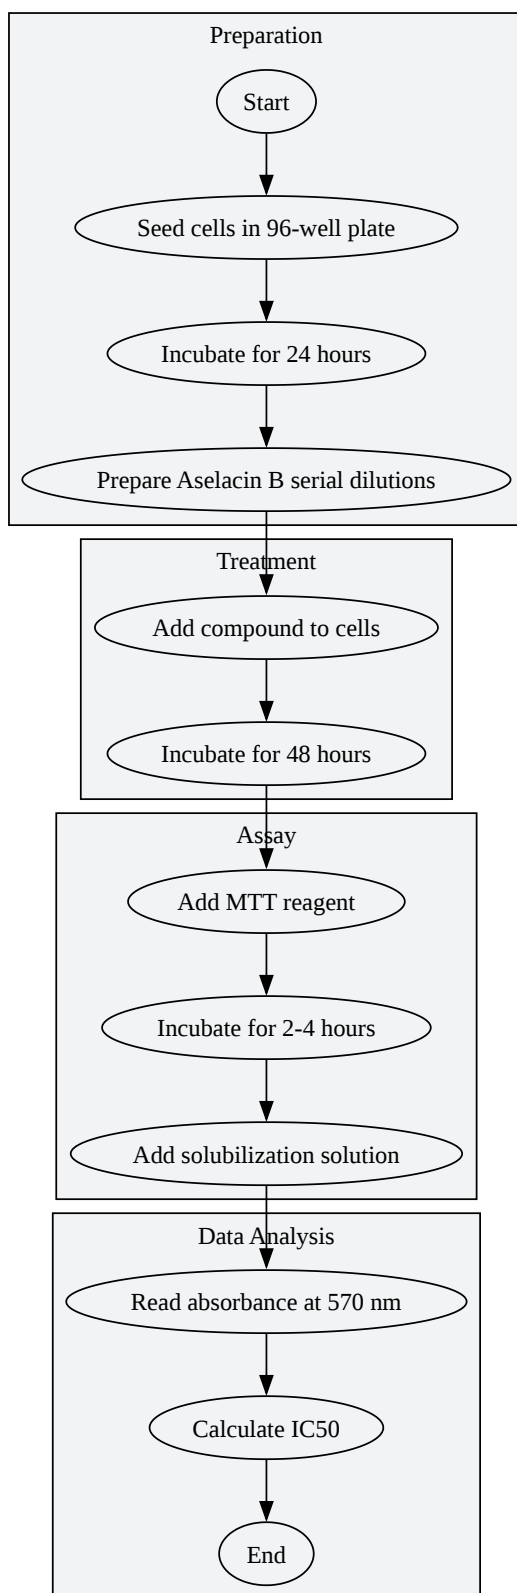 Preparation
Start
Seed cells in 96-well plate
Incubate for 24 hours
Prepare Aselacin B serial dilutions
Treatment
Add compound to cells
Incubate for 48 hours
Assay
Add MTT reagent
Incubate for 2-4 hours
Add solubilization solution
Data Analysis
Read absorbance at 570 nm
Calculate IC50
End